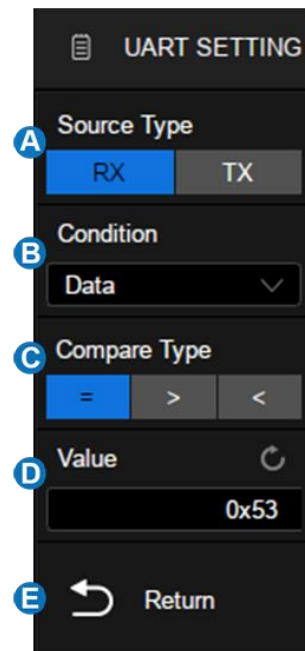 UART SETTING
A
Source Type
RX TX
B
Condition
Data
C
Compare Type
= > <
D
Value
0x53
E
Return